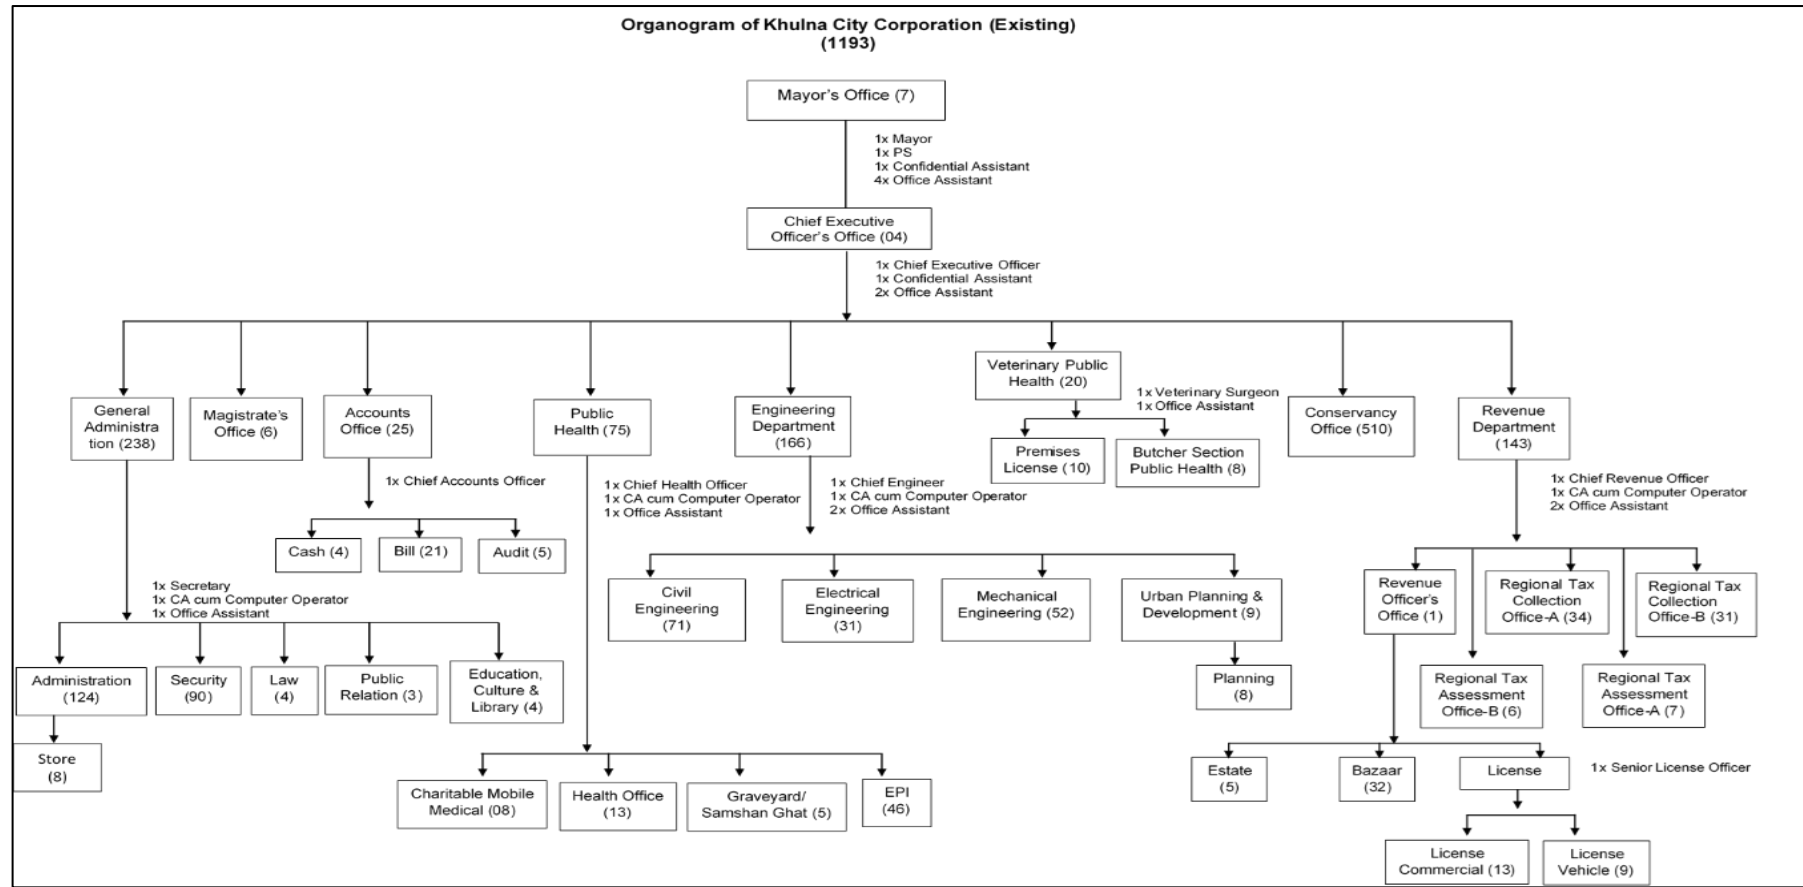 Organogram of Khulna City Corporation (Existing)
(1193)
Mayor's Office (7)
1x Mayor
1x PS
1x Confidential Assistant
4x Office Assistant
Chief Executive
Officer's Office (04)
1x Chief Executive Officer
1x Confidential Assistant
2x Office Assistant
General
Administra
tion (238)
Magistrate's
Office (6)
Accounts
Office (25)
Public
Health (75)
Engineering
Department
(166)
Veterinary Public
Health (20)
1x Veterinary Surgeon
1x Office Assistant
Premises
License (10)
Butcher Section
Public Health (8)
Conservancy
Office (510)
Revenue
Department
(143)
1x Chief Accounts Officer
Cash (4)
Bill (21)
Audit (5)
1x Chief Health Officer
1x CA cum Computer Operator
1x Office Assistant
1x Chief Engineer
1x CA cum Computer Operator
2x Office Assistant
1x Chief Revenue Officer
1x CA cum Computer Operator
2x Office Assistant
1x Secretary
1x CA cum Computer Operator
1x Office Assistant
Civil
Engineering
(71)
Electrical
Engineering
(31)
Mechanical
Engineering (52)
Urban Planning &
Development (9)
Planning
(8)
Revenue
Officer's
Office (1)
Regional Tax
Collection
Office-A (34)
Regional Tax
Collection
Office-B (31)
Regional Tax
Assessment
Office-B (6)
Regional Tax
Assessment
Office-A (7)
Administration
(124)
Security
(90)
Law
(4)
Public
Relation (3)
Education,
Culture &
Library (4)
Store
(8)
Charitable Mobile
Medical (08)
Health Office
(13)
Graveyard/
Samshan Ghat (5)
EPI
(46)
Estate
(5)
Bazaar
(32)
License
1x Senior License Officer
License
Commercial (13)
License
Vehicle (9)